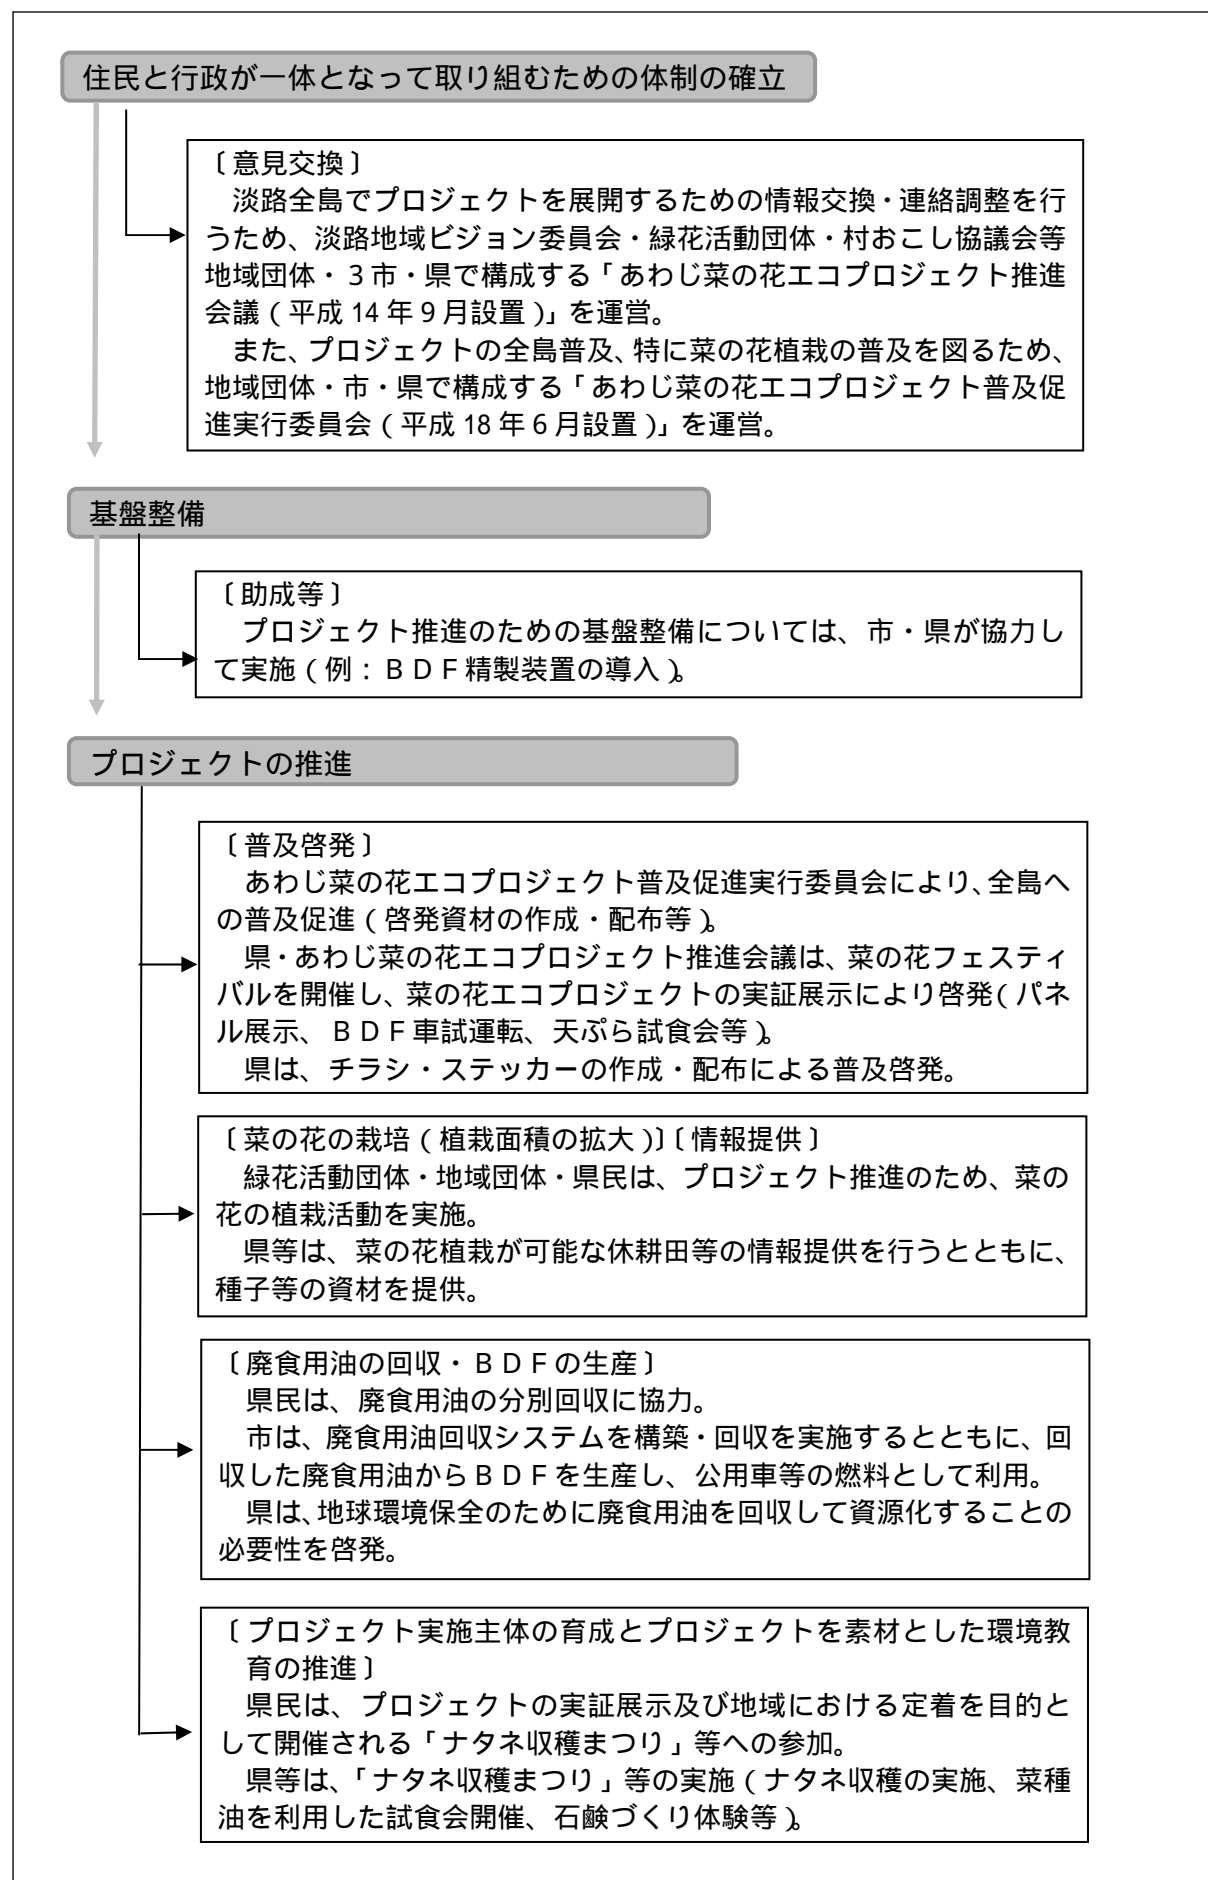 住民と行政が一体となって取り組むための体制の確立
〔意見交換〕
淡路全島でプロジェクトを展開するための情報交換・連絡調整を行
うため、淡路地域ビジョン委員会・緑花活動団体・村おこし協議会等
地域団体・３市・県で構成する「あわじ菜の花エコプロジェクト推進
会議（平成 14 年９月設置）」を運営。
また、プロジェクトの全島普及、特に菜の花植栽の普及を図るため、
地域団体・市・県で構成する「あわじ菜の花エコプロジェクト普及促
進実行委員会（平成 18 年６月設置）」を運営。
基盤整備
〔助成等〕
プロジェクト推進のための基盤整備については、市・県が協力し
て実施（例：ＢＤＦ精製装置の導入）。
プロジェクトの推進
〔普及啓発〕
あわじ菜の花エコプロジェクト普及促進実行委員会により、全島へ
の普及促進（啓発資材の作成・配布等）。
県・あわじ菜の花エコプロジェクト推進会議は、菜の花フェスティ
バルを開催し、菜の花エコプロジェクトの実証展示により啓発（パネ
ル展示、ＢＤＦ車試運転、天ぷら試食会等）。
県は、チラシ・ステッカーの作成・配布による普及啓発。
〔菜の花の栽培（植栽面積の拡大）〕〔情報提供〕
緑花活動団体・地域団体・県民は、プロジェクト推進のため、菜の
花の植栽活動を実施。
県等は、菜の花植栽が可能な休耕田等の情報提供を行うとともに、
種子等の資材を提供。
〔廃食用油の回収・ＢＤＦの生産〕
県民は、廃食用油の分別回収に協力。
市は、廃食用油回収システムを構築・回収を実施するとともに、回
収した廃食用油からＢＤＦを生産し、公用車等の燃料として利用。
県は、地球環境保全のために廃食用油を回収して資源化することの
必要性を啓発。
〔プロジェクト実施主体の育成とプロジェクトを素材とした環境教
育の推進〕
県民は、プロジェクトの実証展示及び地域における定着を目的と
して開催される「ナタネ収穫まつり」等への参加。
県等は、「ナタネ収穫まつり」等の実施（ナタネ収穫の実施、菜種
油を利用した試食会開催、石鹸づくり体験等）。